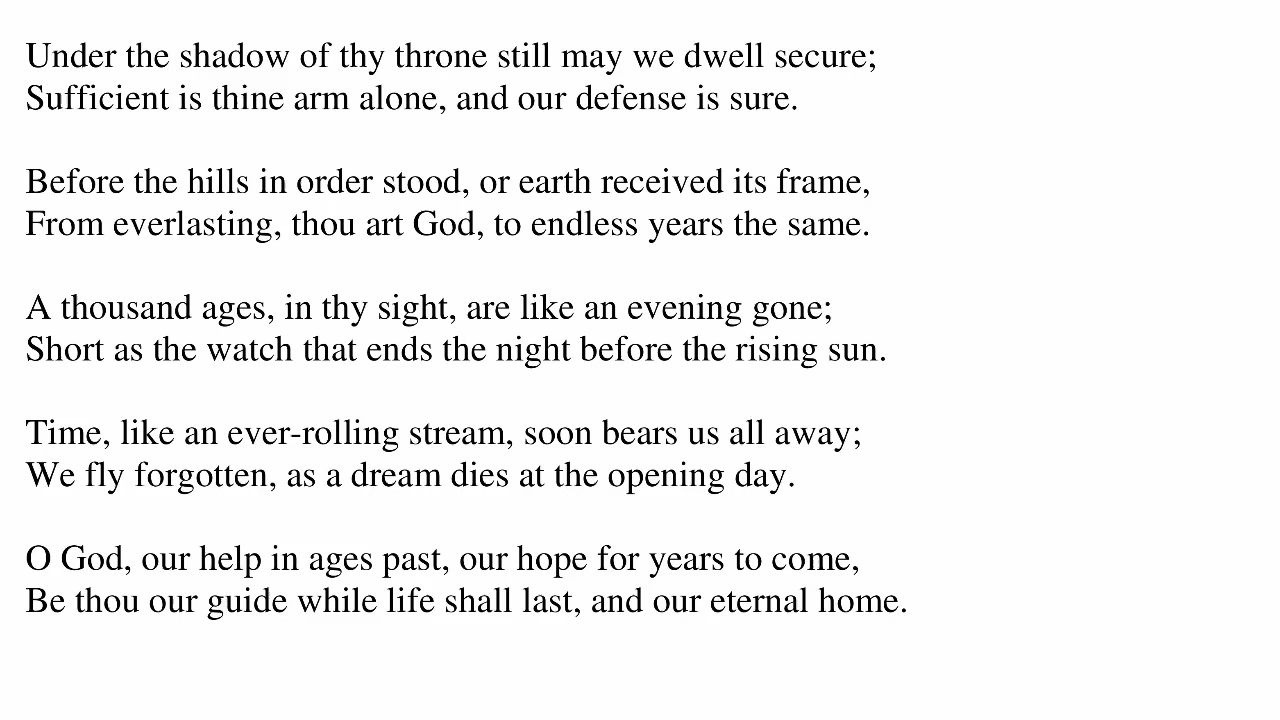 Under the shadow of thy throne still may we dwell secure;
Sufficient is thine arm alone, and our defense is sure.
Before the hills in order stood, or earth received its frame,
From everlasting, thou art God, to endless years the same.
A thousand ages, in thy sight, are like an evening gone;
Short as the watch that ends the night before the rising sun.
Time, like an ever-rolling stream, soon bears us all away;
We fly forgotten, as a dream dies at the opening day.
O God, our help in ages past, our hope for years to come,
Be thou our guide while life shall last, and our eternal home.